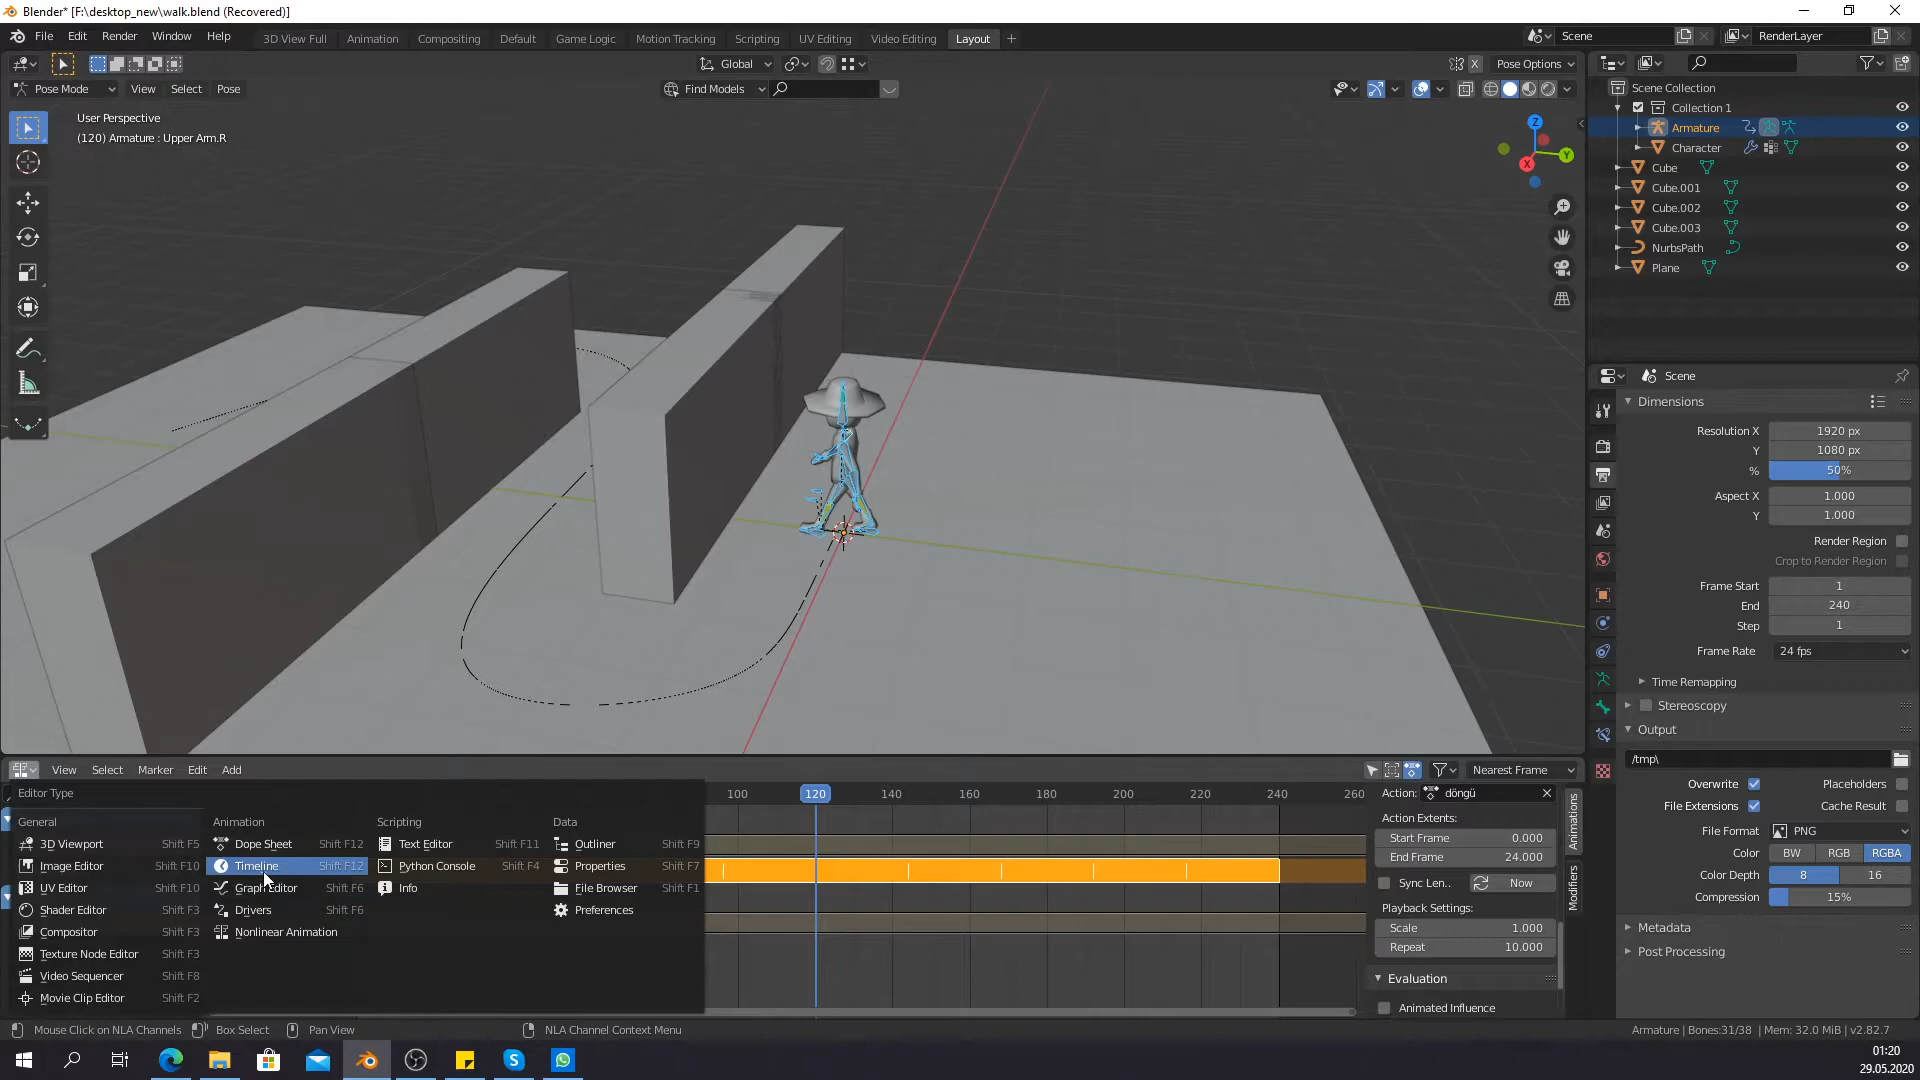 Blender* [F:\desktop_new\walk.blend (Recovered)]
File Edit Render Window Help 3D View Full Animation Compositing Default Game Logic Motion Tracking Scripting UV Editing Video Editing Layout
Scene
RenderLayer
Global
X
Pose Options
Pose Mode View Select Pose
Find Models
User Perspective
(120) Armature : Upper Arm.R
Z
Y
X
Scene Collection
Collection 1
Armature
Character
Cube
Cube.001
Cube.002
Cube.003
NurbsPath
Plane
Scene
Dimensions
Resolution X 1920 px
Y 1080 px
% 50%
Aspect X 1.000
Y 1.000
Render Region
Crop to Render Region
Frame Start 1
End 240
Step 1
Frame Rate 24 fps
Time Remapping
Stereoscopy
Output
/tmp\
Overwrite Placeholders
File Extensions Cache Result
File Format PNG
Color BW RGB RGBA
Color Depth 8 16
Compression 15%
Metadata
Post Processing
View Select Marker Edit Add
Nearest Frame
100 120 140 160 180 200 220 240 260
Editor Type
General
3D Viewport Shift F5
Image Editor Shift F10
UV Editor Shift F10
Shader Editor Shift F3
Compositor Shift F3
Texture Node Editor Shift F3
Video Sequencer Shift F8
Movie Clip Editor Shift F2
Animation
Dope Sheet Shift F12
Timeline Shift F12
Graph Editor Shift F6
Drivers Shift F6
Nonlinear Animation
Scripting
Text Editor Shift F11
Python Console Shift F4
Info
Data
Outliner Shift F9
Properties Shift F7
File Browser Shift F1
Preferences
Action: döngü
Action Extents:
Start Frame 0.000
End Frame 24.000
Sync Len.. Now
Playback Settings:
Scale 1.000
Repeat 10.000
Evaluation
Animated Influence
Animations
Modifiers
Mouse Click on NLA Channels Box Select Pan View NLA Channel Context Menu
Armature | Bones:31/38 | Mem: 32.0 MiB | v2.82.7
01:20
29.05.2020